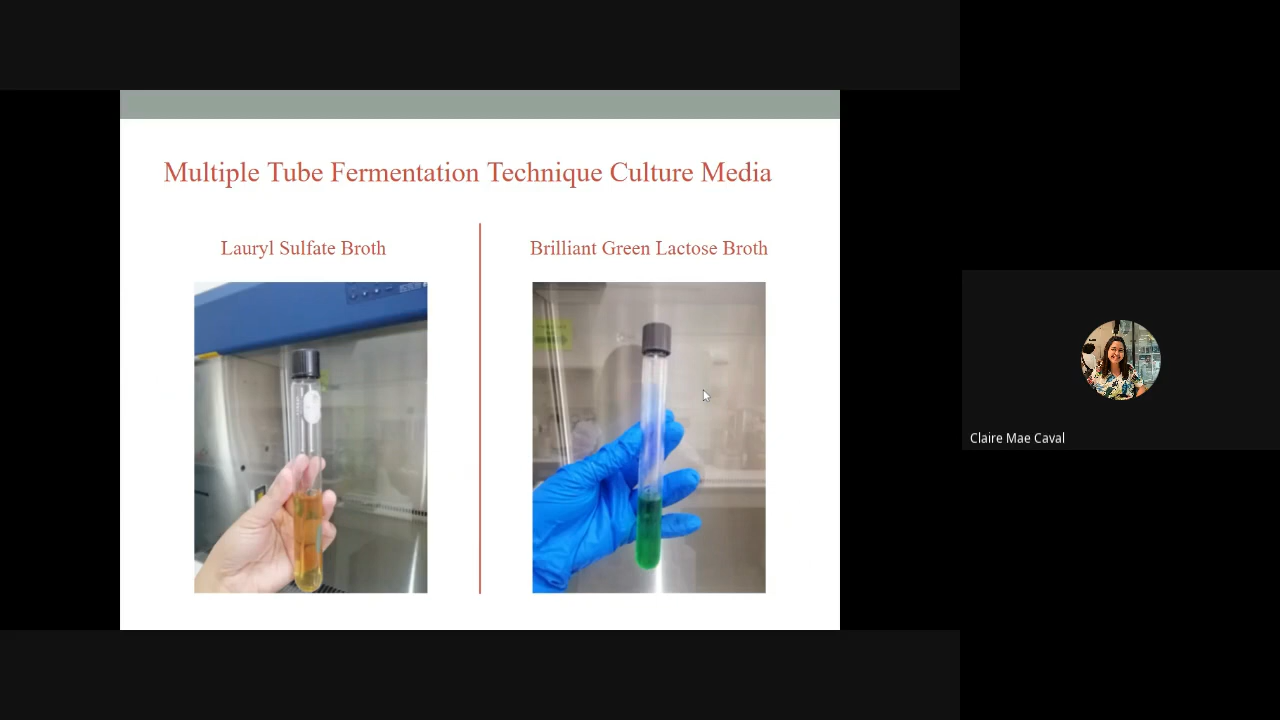 Multiple Tube Fermentation Technique Culture Media
Lauryl Sulfate Broth
Brilliant Green Lactose Broth
Claire Mae Caval